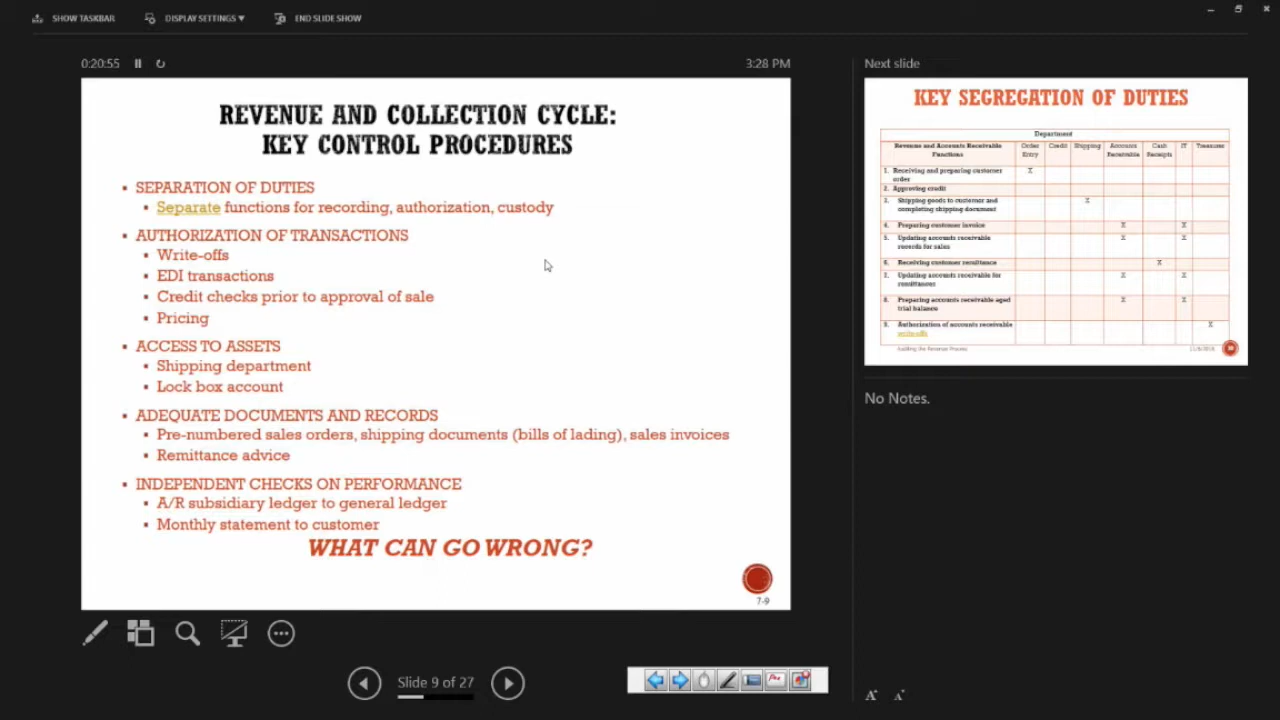 SHOW TASKBAR
DISPLAY SETTINGS ▼
END SLIDE SHOW
0:20:55
3:28 PM
REVENUE AND COLLECTION CYCLE:
KEY CONTROL PROCEDURES
▪ SEPARATION OF DUTIES
▪ Separate functions for recording, authorization, custody
▪ AUTHORIZATION OF TRANSACTIONS
▪ Write-offs
▪ EDI transactions
▪ Credit checks prior to approval of sale
▪ Pricing
▪ ACCESS TO ASSETS
▪ Shipping department
▪ Lock box account
▪ ADEQUATE DOCUMENTS AND RECORDS
▪ Pre-numbered sales orders, shipping documents (bills of lading), sales invoices
▪ Remittance advice
▪ INDEPENDENT CHECKS ON PERFORMANCE
▪ A/R subsidiary ledger to general ledger
▪ Monthly statement to customer
WHAT CAN GO WRONG?
7-9
Slide 9 of 27
Next slide
KEY SEGREGATION OF DUTIES
Department
Revenue and Accounts Receivable Functions Order Entry Credit Shipping Accounts Receivable Cash Receipts IT Treasurer
1. Receiving and preparing customer order X
2. Approving credit
3. Shipping goods to customer and completing shipping document X
4. Preparing customer invoice X X
5. Updating accounts receivable records for sales X X
6. Receiving customer remittance X
7. Updating accounts receivable for remittances X X
8. Preparing accounts receivable aged trial balance X X
9. Authorization of accounts receivable write-offs X
Auditing the Revenue Process
No Notes.
A A